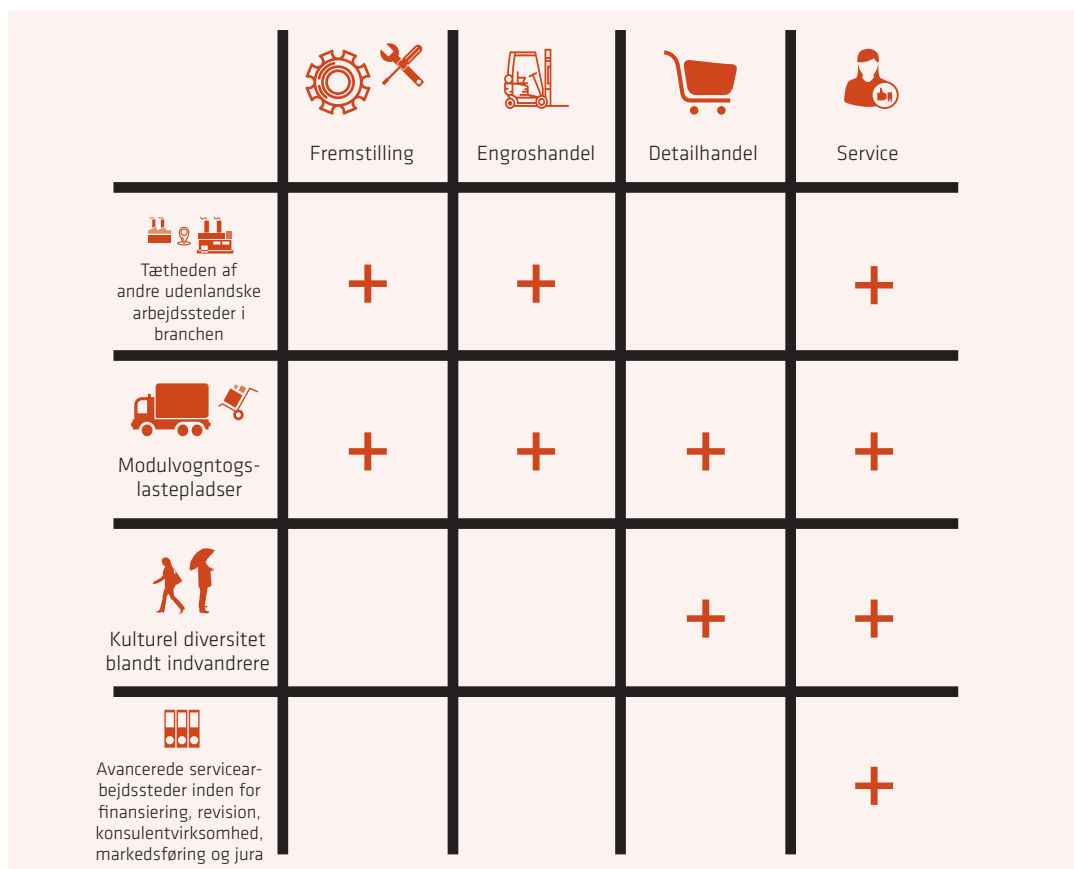 Fremstilling
Engroshandel
Detailhandel
Service
Tætheden af
andre udenlandske
arbejdssteder i
branchen
+ + +
Modulvogntogs-
lastepladser
+ + + +
Kulturel diversitet
blandt indvandrere
+ +
Avancerede servicear-
bejdssteder inden for
finansiering, revision,
konsulentvirksomhed,
markedsføring og jura
+